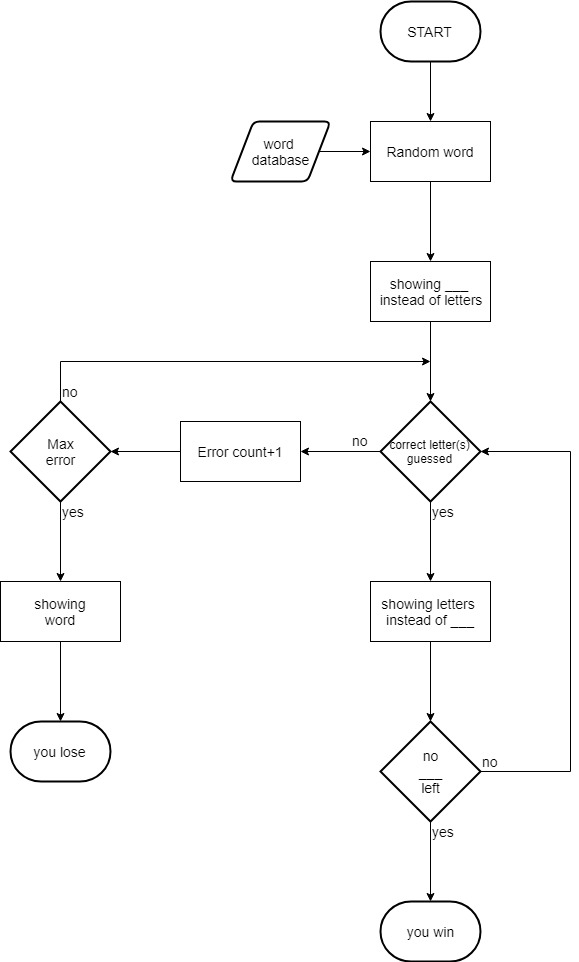 START
word
database
Random word
showing ___
instead of letters
no
Max
error
Error count+1
no
correct letter(s)
guessed
yes
yes
showing
word
showing letters
instead of ___
you lose
no
___
left
no
yes
you win